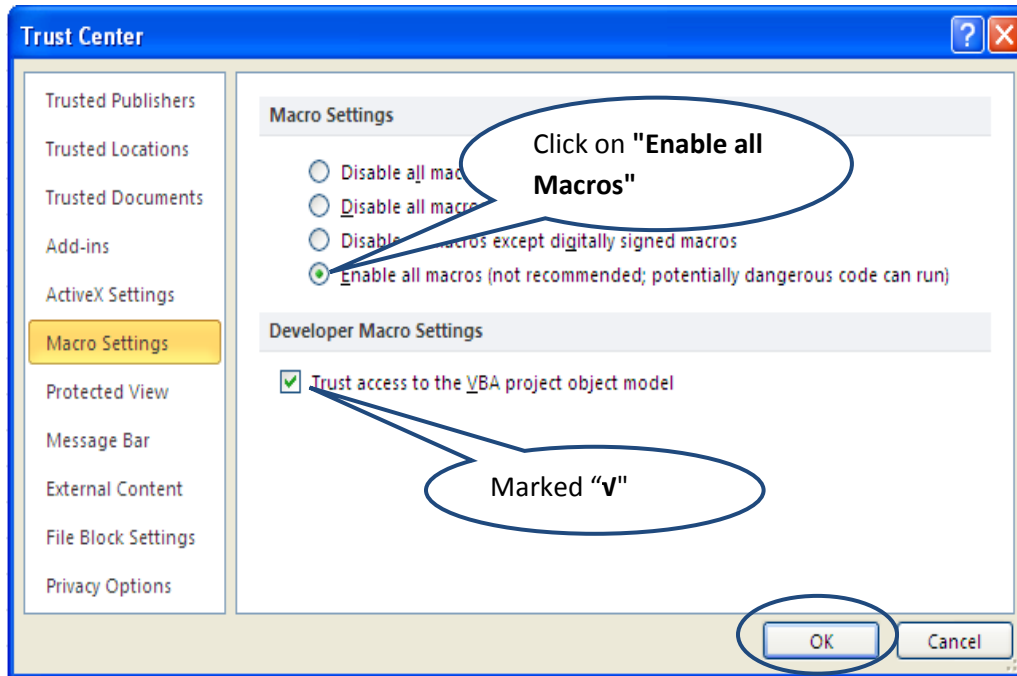 Trust Center
Trusted Publishers
Trusted Locations
Trusted Documents
Add-ins
ActiveX Settings
Macro Settings
Protected View
Message Bar
External Content
File Block Settings
Privacy Options
Macro Settings
Click on "Enable all
Macros"
Disable all
Disable all
Disable macros except digitally signed macros
Enable all macros (not recommended; potentially dangerous code can run)
Developer Macro Settings
Trust access to the VBA project object model
Marked “√"
OK
Cancel